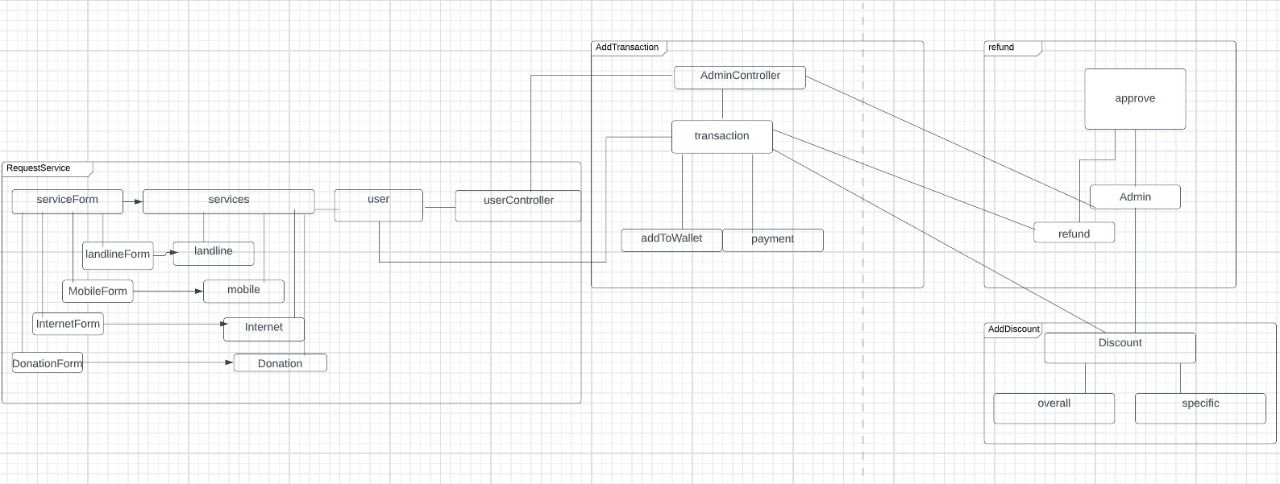 AddTransaction
AdminController
transaction
addToWallet
payment
refund
approve
Admin
refund
RequestService
serviceForm
services
user
userController
landlineForm
landline
MobileForm
mobile
InternetForm
Internet
DonationForm
Donation
AddDiscount
Discount
overall
specific